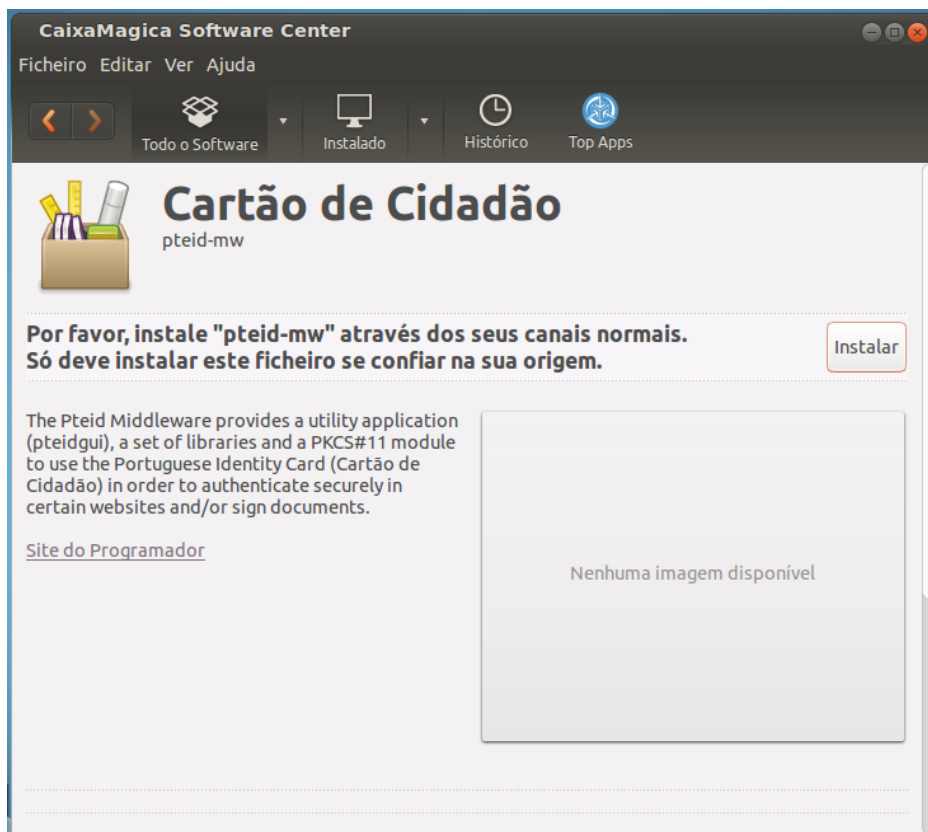 CaixaMagica Software Center
Ficheiro Editar Ver Ajuda
Todo o Software
Instalado
Histórico
Top Apps
Cartão de Cidadão
pteid-mw
Por favor, instale "pteid-mw" através dos seus canais normais.
Só deve instalar este ficheiro se confiar na sua origem.
Instalar
The Pteid Middleware provides a utility application
(pteidgui), a set of libraries and a PKCS#11 module
to use the Portuguese Identity Card (Cartão de
Cidadão) in order to authenticate securely in
certain websites and/or sign documents.
Site do Programador
Nenhuma imagem disponível